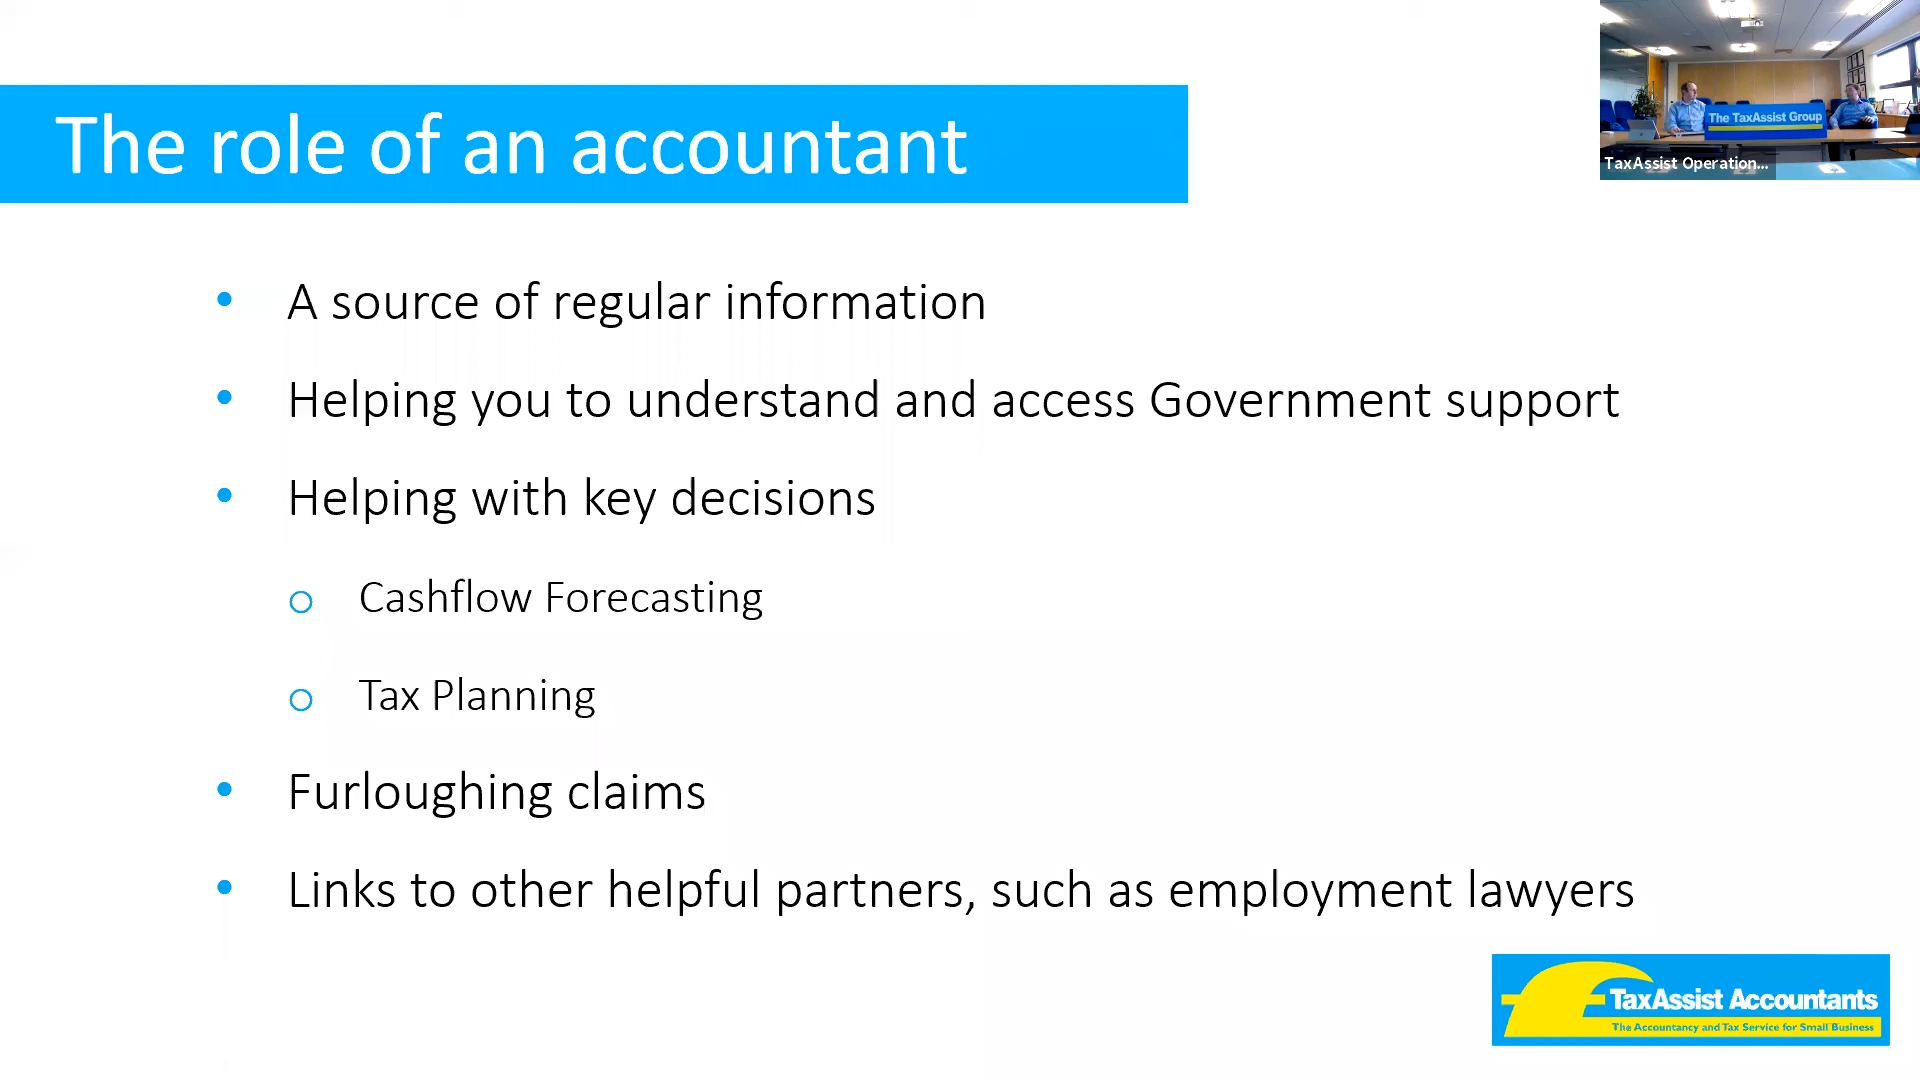 The role of an accountant
The TaxAssist Group
TaxAssist Operation...
• A source of regular information
• Helping you to understand and access Government support
• Helping with key decisions
o Cashflow Forecasting
o Tax Planning
• Furloughing claims
• Links to other helpful partners, such as employment lawyers
TaxAssist Accountants
The Accountancy and Tax Service for Small Business